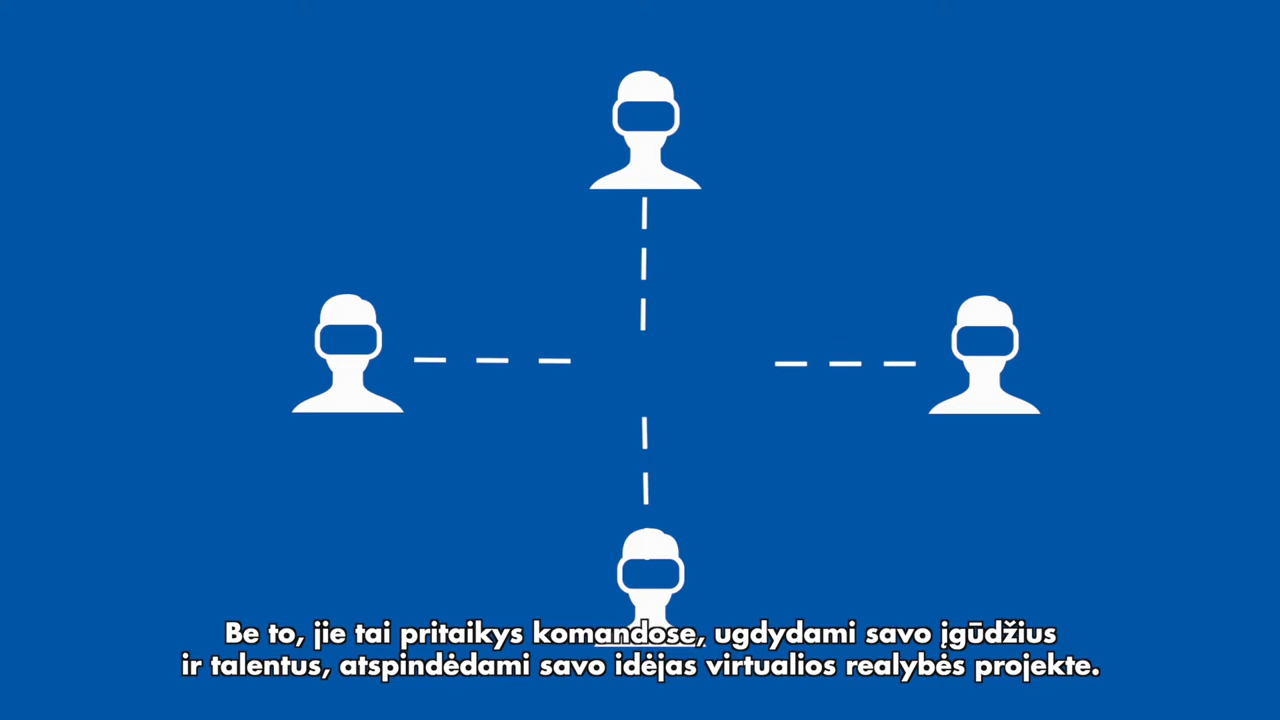 Be to, jie tai pritaikys komandose, ugdydami savo įgūdžius
ir talentus, atspindėdami savo idėjas virtualios realybės projekte.